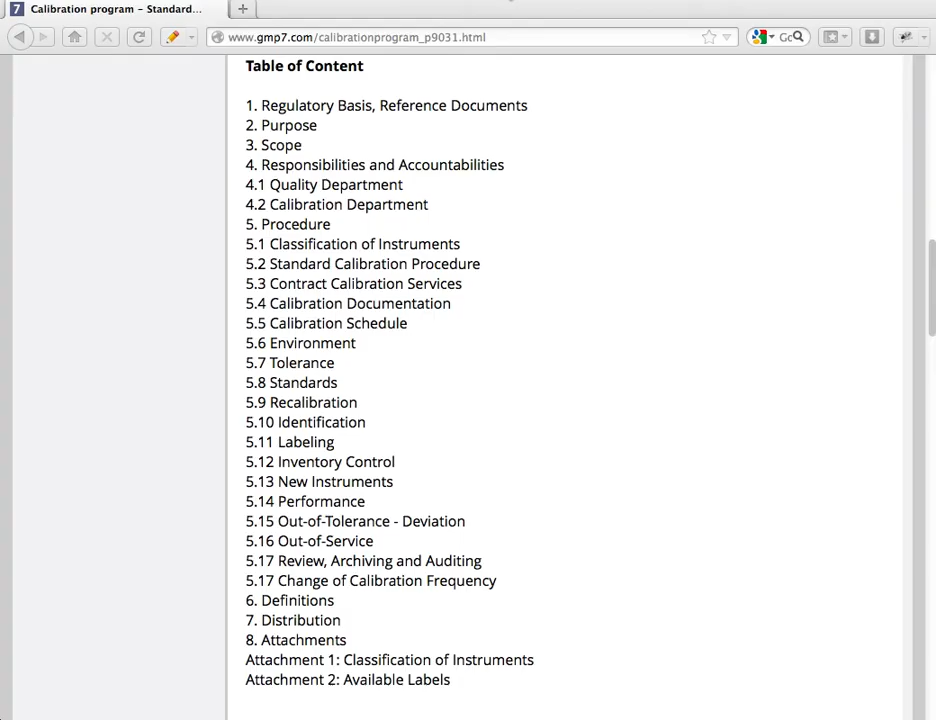 7 Calibration program – Standard...
www.gmp7.com/calibrationprogram_p9031.html
Table of Content
1. Regulatory Basis, Reference Documents
2. Purpose
3. Scope
4. Responsibilities and Accountabilities
4.1 Quality Department
4.2 Calibration Department
5. Procedure
5.1 Classification of Instruments
5.2 Standard Calibration Procedure
5.3 Contract Calibration Services
5.4 Calibration Documentation
5.5 Calibration Schedule
5.6 Environment
5.7 Tolerance
5.8 Standards
5.9 Recalibration
5.10 Identification
5.11 Labeling
5.12 Inventory Control
5.13 New Instruments
5.14 Performance
5.15 Out-of-Tolerance - Deviation
5.16 Out-of-Service
5.17 Review, Archiving and Auditing
5.17 Change of Calibration Frequency
6. Definitions
7. Distribution
8. Attachments
Attachment 1: Classification of Instruments
Attachment 2: Available Labels